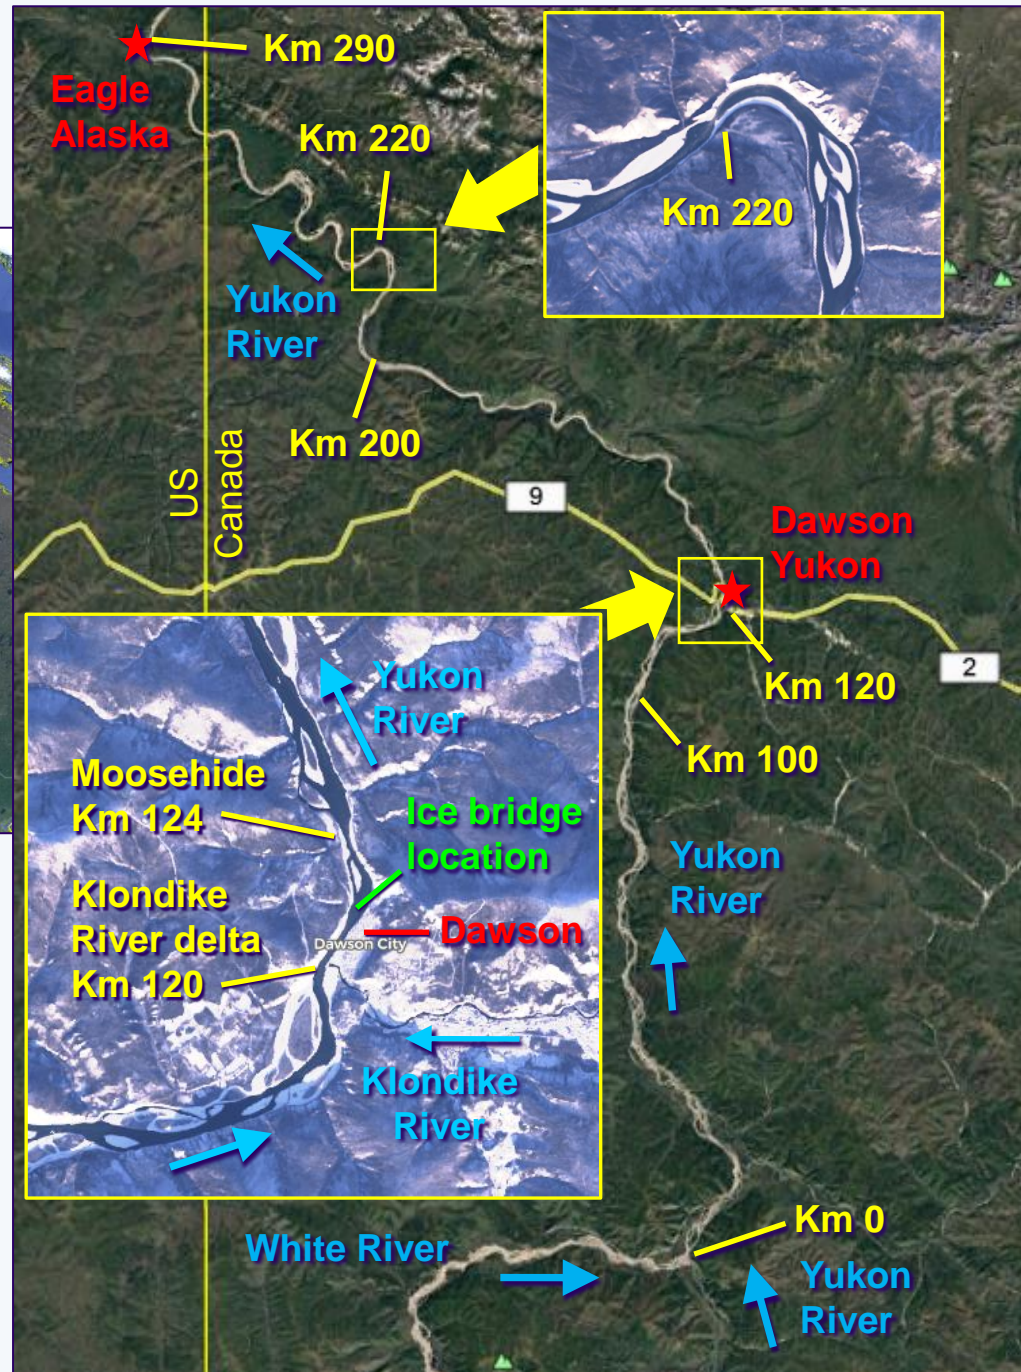 Km 290
Eagle
Alaska
Km 220
Km 220
Yukon
River
Km 200
US
Canada
9
Dawson
Yukon
2
Km 120
Km 100
Yukon
River
Moosehide
Km 124
Ice bridge
location
Klondike
River delta
Km 120
Dawson
Dawson City
Klondike
River
Yukon
River
Km 0
White River
Yukon
River